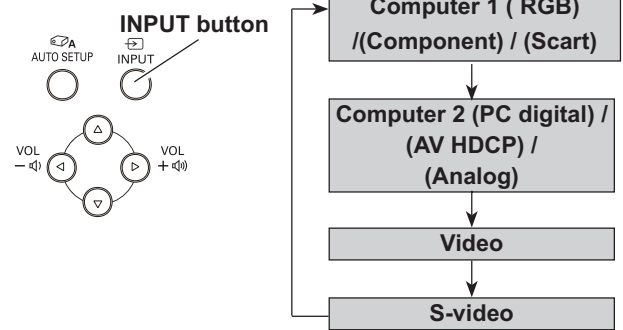 INPUT button
A
AUTO SETUP
INPUT
VOL
–
VOL
+
Computer 1 ( RGB)
/(Component) / (Scart)
Computer 2 (PC digital) /
(AV HDCP) /
(Analog)
Video
S-video